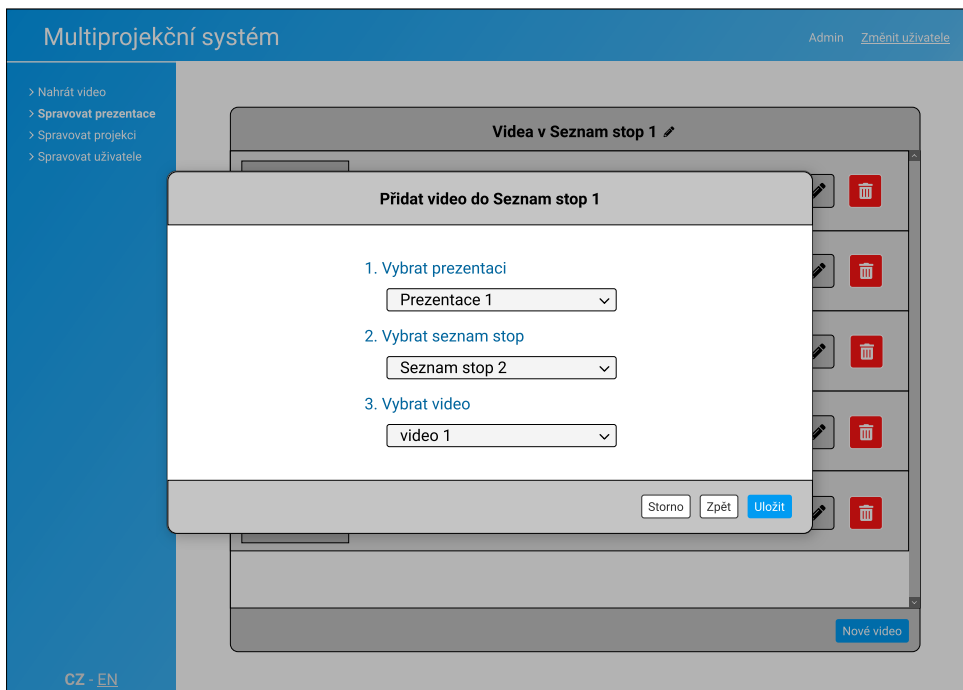 Multiprojekční systém
Admin Změnit uživatele
> Nahrát video
> Spravovat prezentace
> Spravovat projekci
> Spravovat uživatele
Videa v Seznam stop 1
Přidat video do Seznam stop 1
1. Vybrat prezentaci
Prezentace 1
2. Vybrat seznam stop
Seznam stop 2
3. Vybrat video
video 1
Storno Zpět Uložit
Nové video
CZ - EN